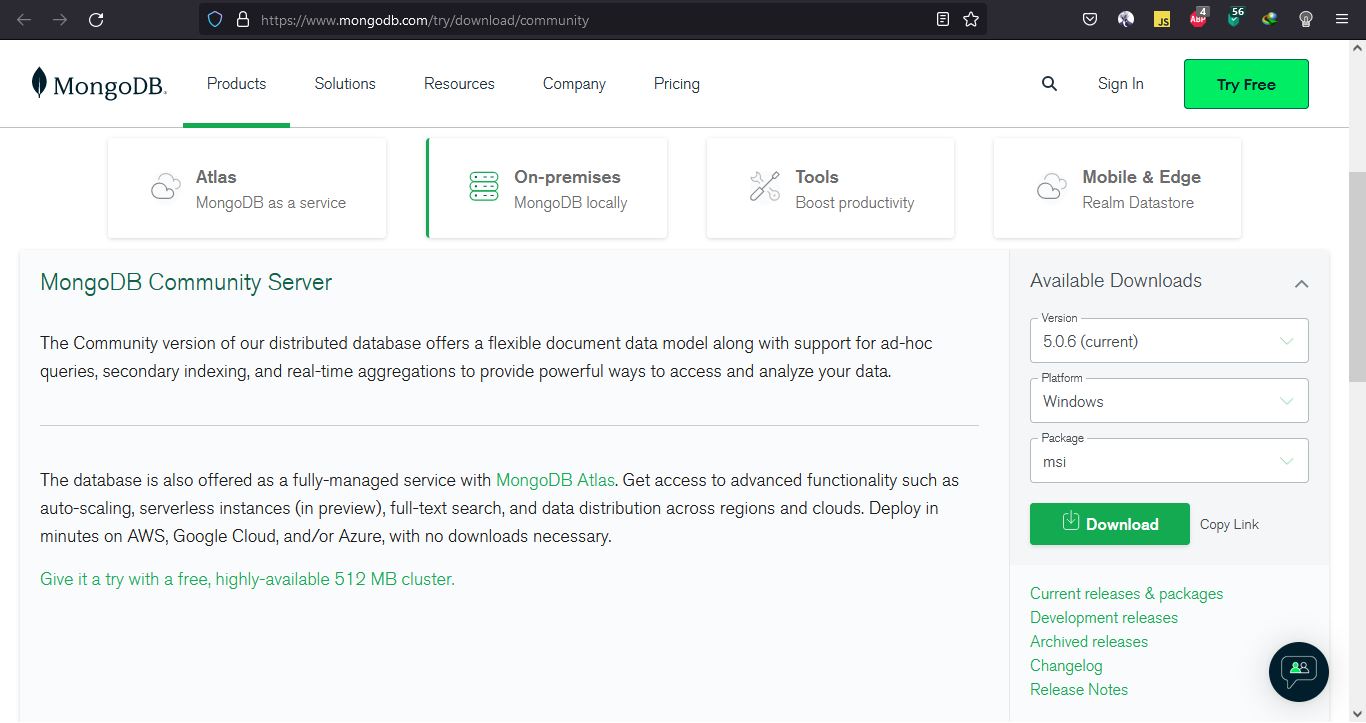 https://www.mongodb.com/try/download/community
JS
ABP
4
56
MongoDB.
Products
Solutions
Resources
Company
Pricing
Sign In
Try Free
Atlas
MongoDB as a service
On-premises
MongoDB locally
Tools
Boost productivity
Mobile & Edge
Realm Datastore
MongoDB Community Server
The Community version of our distributed database offers a flexible document data model along with support for ad-hoc
queries, secondary indexing, and real-time aggregations to provide powerful ways to access and analyze your data.
The database is also offered as a fully-managed service with MongoDB Atlas. Get access to advanced functionality such as
auto-scaling, serverless instances (in preview), full-text search, and data distribution across regions and clouds. Deploy in
minutes on AWS, Google Cloud, and/or Azure, with no downloads necessary.
Give it a try with a free, highly-available 512 MB cluster.
Available Downloads
Version
5.0.6 (current)
Platform
Windows
Package
msi
Download
Copy Link
Current releases & packages
Development releases
Archived releases
Changelog
Release Notes